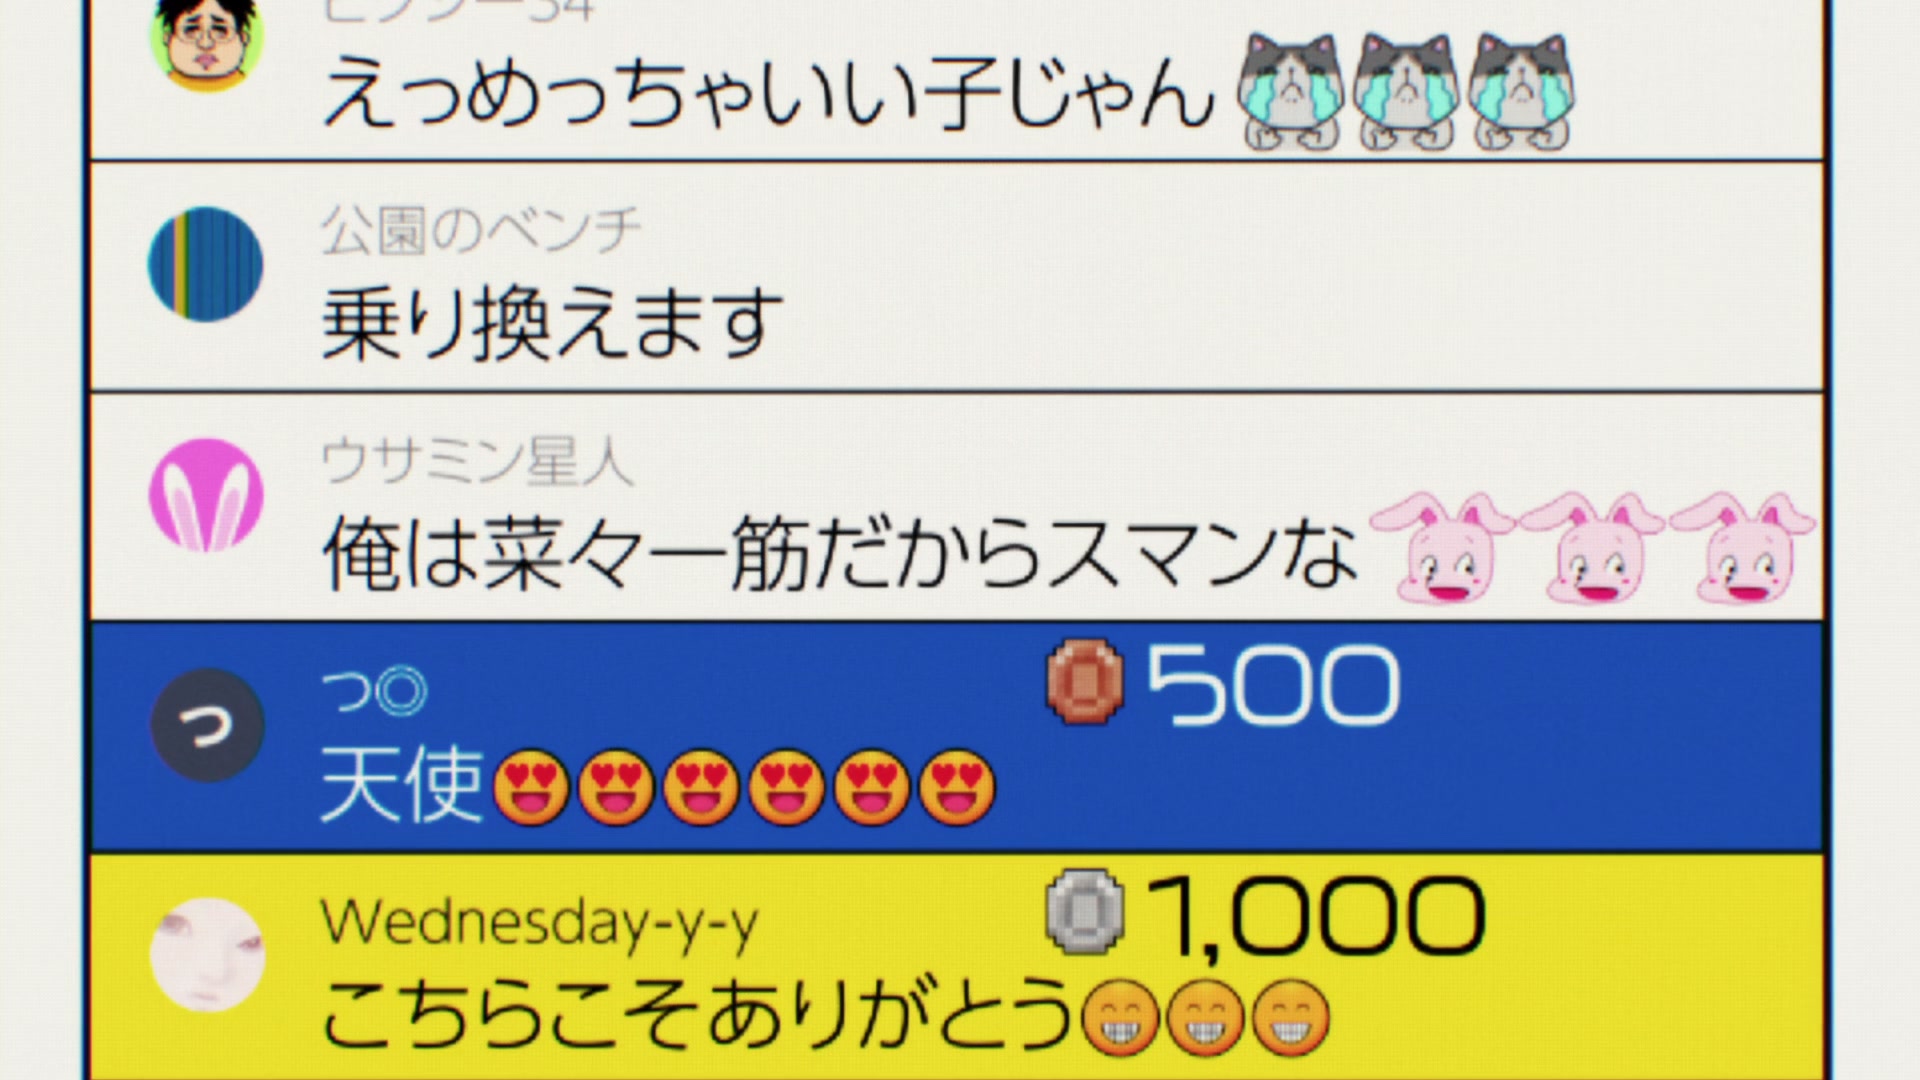 えっめっちゃいい子じゃん
公園のベンチ
乗り換えます
ウサミン星人
俺は菜々一筋だからスマンな
つ
つ◎ 500
天使😍😍😍😍😍😍
Wednesday-y-y 1,000
こちらこそありがとう😁😁😁